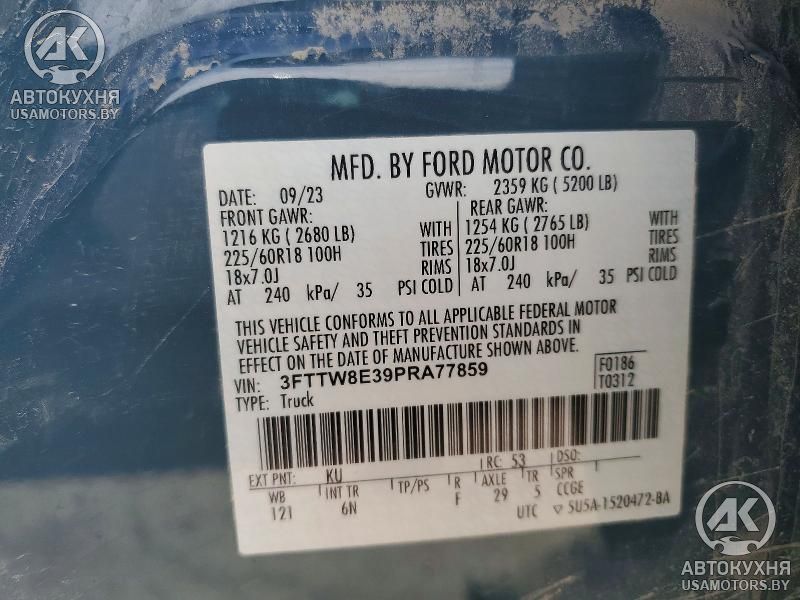 AK
АВТОКУХНЯ
USAMOTORS.BY
MFD. BY FORD MOTOR CO.
DATE: 09/23 GVWR: 2359 KG ( 5200 LB)
FRONT GAWR: REAR GAWR:
1216 KG ( 2680 LB) WITH 1254 KG ( 2765 LB) WITH
225/60R18 100H TIRES 225/60R18 100H TIRES
18x7.0J RIMS 18x7.0J RIMS
AT 240 kPa/ 35 PSI COLD AT 240 kPa/ 35 PSI COLD
THIS VEHICLE CONFORMS TO ALL APPLICABLE FEDERAL MOTOR
VEHICLE SAFETY AND THEFT PREVENTION STANDARDS IN
EFFECT ON THE DATE OF MANUFACTURE SHOWN ABOVE.
VIN: 3FTTW8E39PRA77859 F0186
TYPE: Truck T0312
EXT PNT: KU RC: 53 DSO:
WB INT TR TP/PS R AXLE TR SPR
121 6N F 29 5 CCGE
UTC ▽ SU5A-1520472-BA
AK
АВТОКУХНЯ
USAMOTORS.BY